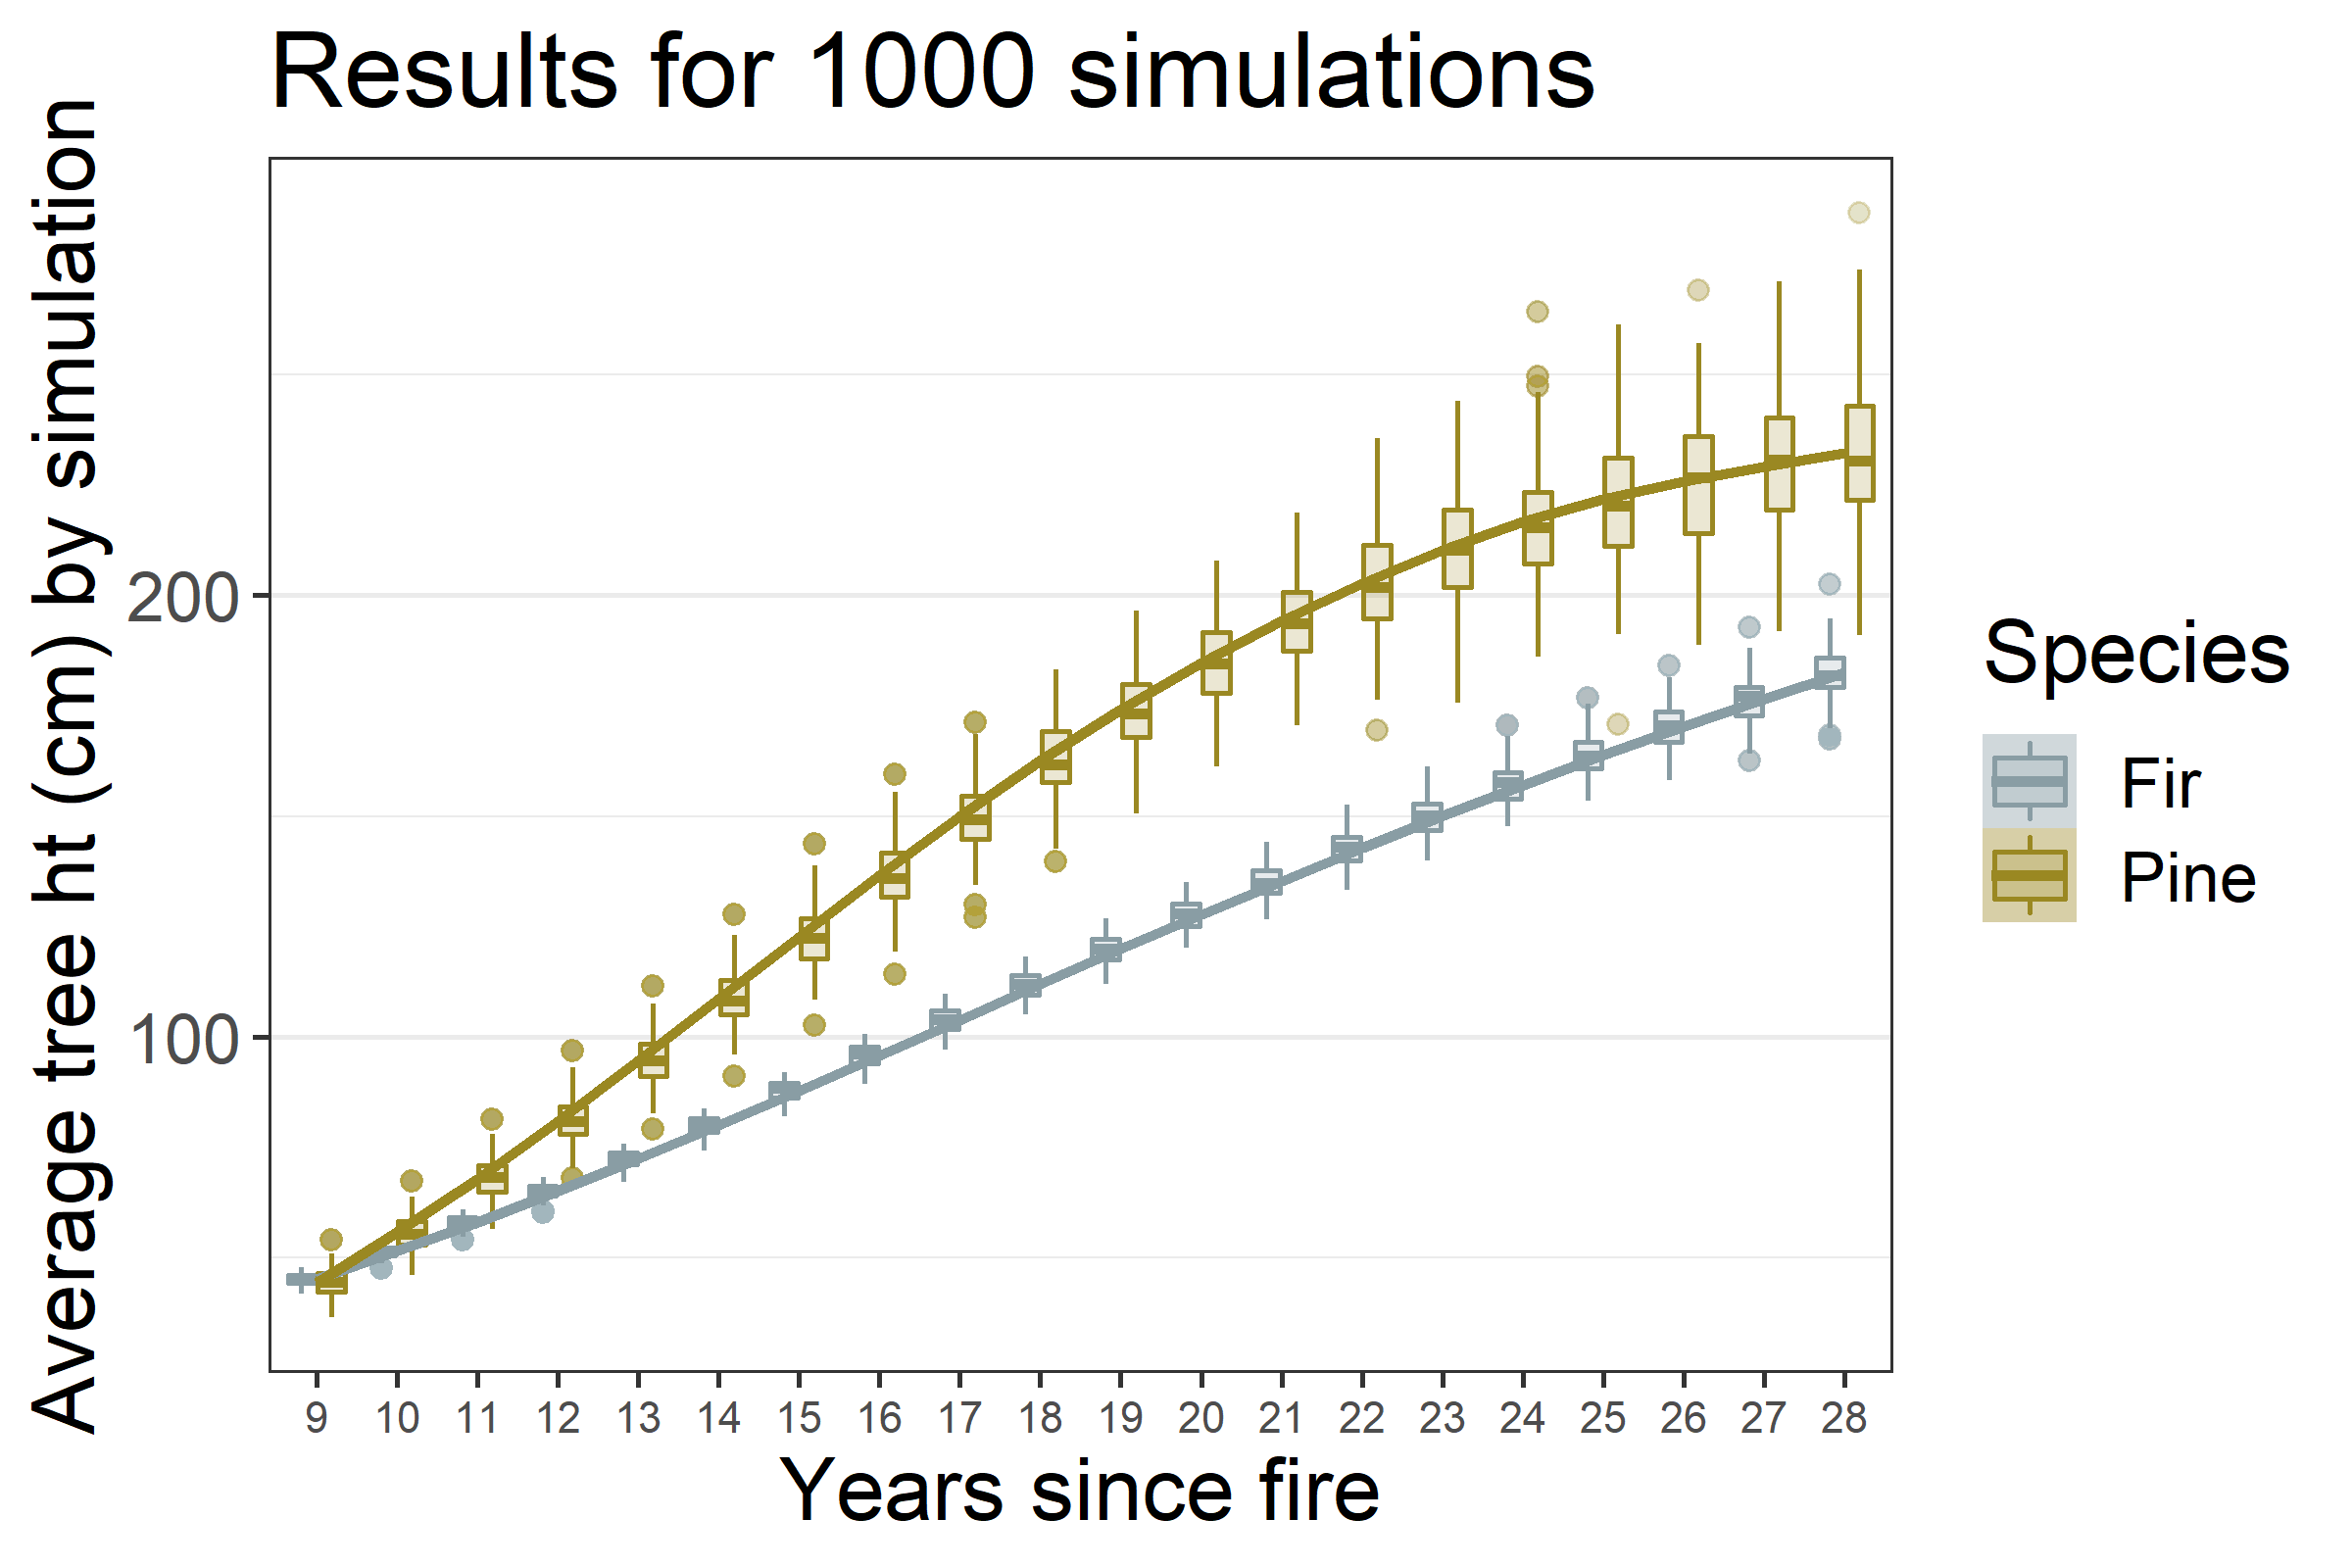 Results for 1000 simulations
Average tree ht (cm) by simulation
200
100
9 10 11 12 13 14 15 16 17 18 19 20 21 22 23 24 25 26 27 28
Years since fire
Species
Fir
Pine